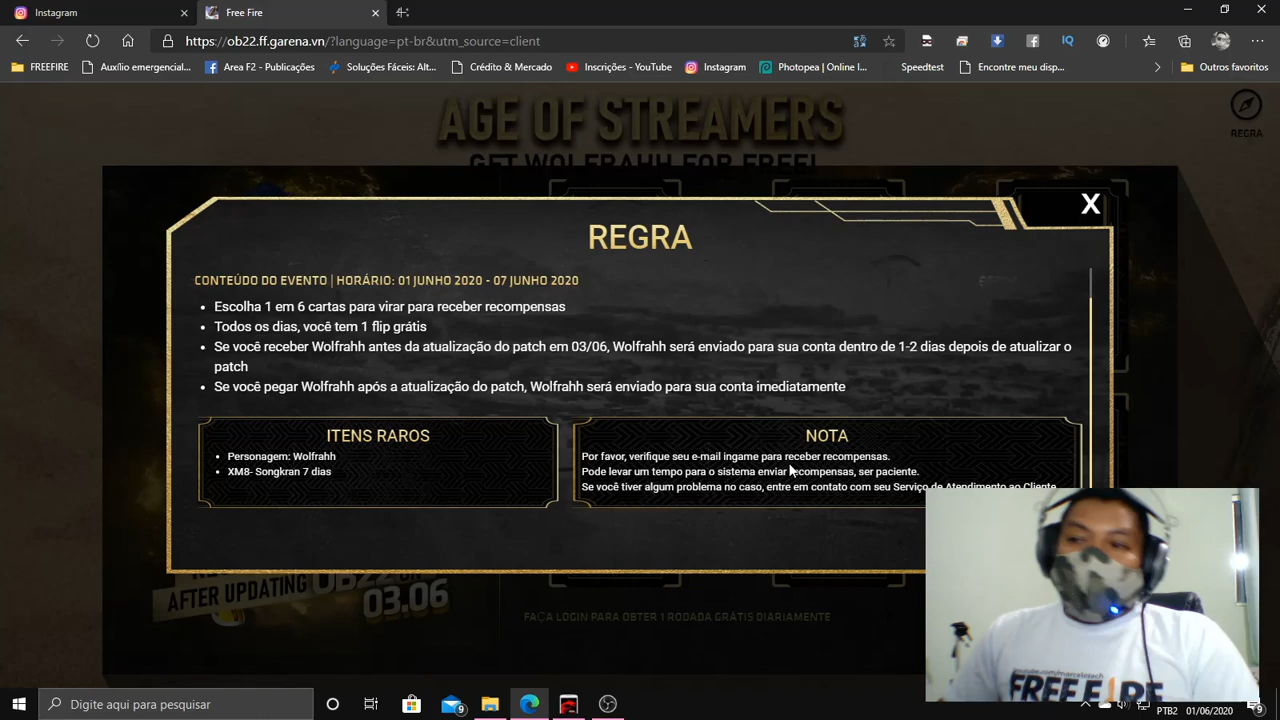 Instagram
Free Fire
https://ob22.ff.garena.vn/?language=pt-br&utm_source=client
FREEFIRE
Auxílio emergencial...
Area F2 - Publicações
Soluções Fáceis: Alt...
Crédito & Mercado
Inscrições - YouTube
Instagram
Photopea | Online I...
Speedtest
Encontre meu disp...
Outros favoritos
AGE OF STREAMERS
GET WOLFRAHH FOR FREE!
REGRA
X
REGRA
CONTEÚDO DO EVENTO | HORÁRIO: 01 JUNHO 2020 - 07 JUNHO 2020
• Escolha 1 em 6 cartas para virar para receber recompensas
• Todos os dias, você tem 1 flip grátis
• Se você receber Wolfrahh antes da atualização do patch em 03/06, Wolfrahh será enviado para sua conta dentro de 1-2 dias depois de atualizar o
patch
• Se você pegar Wolfrahh após a atualização do patch, Wolfrahh será enviado para sua conta imediatamente
ITENS RAROS
• Personagem: Wolfrahh
• XM8- Songkran 7 dias
NOTA
Por favor, verifique seu e-mail ingame para receber recompensas.
Pode levar um tempo para o sistema enviar recompensas, ser paciente.
Se você tiver algum problema no caso, entre em contato com seu Serviço de Atendimento ao Cliente
AFTER UPDATING OB22 ON
03.06
FAÇA LOGIN PARA OBTER 1 RODADA GRÁTIS DIARIAMENTE
FREE FIRE
Digite aqui para pesquisar
9
PTB2
01/06/2020
9